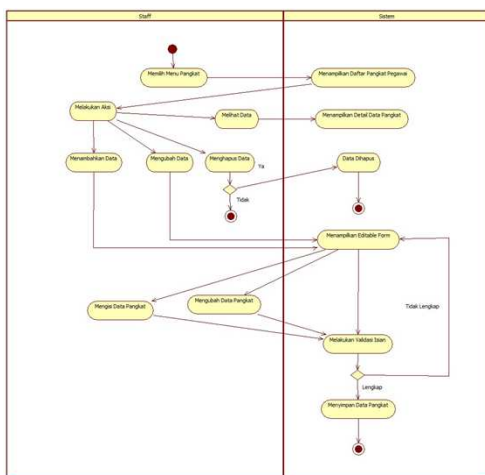 Staff
Sistem
Memilih Menu Pangkat
Menampilkan Daftar Pangkat Pegawai
Melakukan Aksi
Melihat Data
Menampilkan Detail Data Pangkat
Menambahkan Data
Mengubah Data
Menghapus Data
Ya
Data Dihapus
Tidak
Menampilkan Editable Form
Mengisi Data Pangkat
Mengubah Data Pangkat
Tidak Lengkap
Melakukan Validasi Isian
Lengkap
Menyimpan Data Pangkat